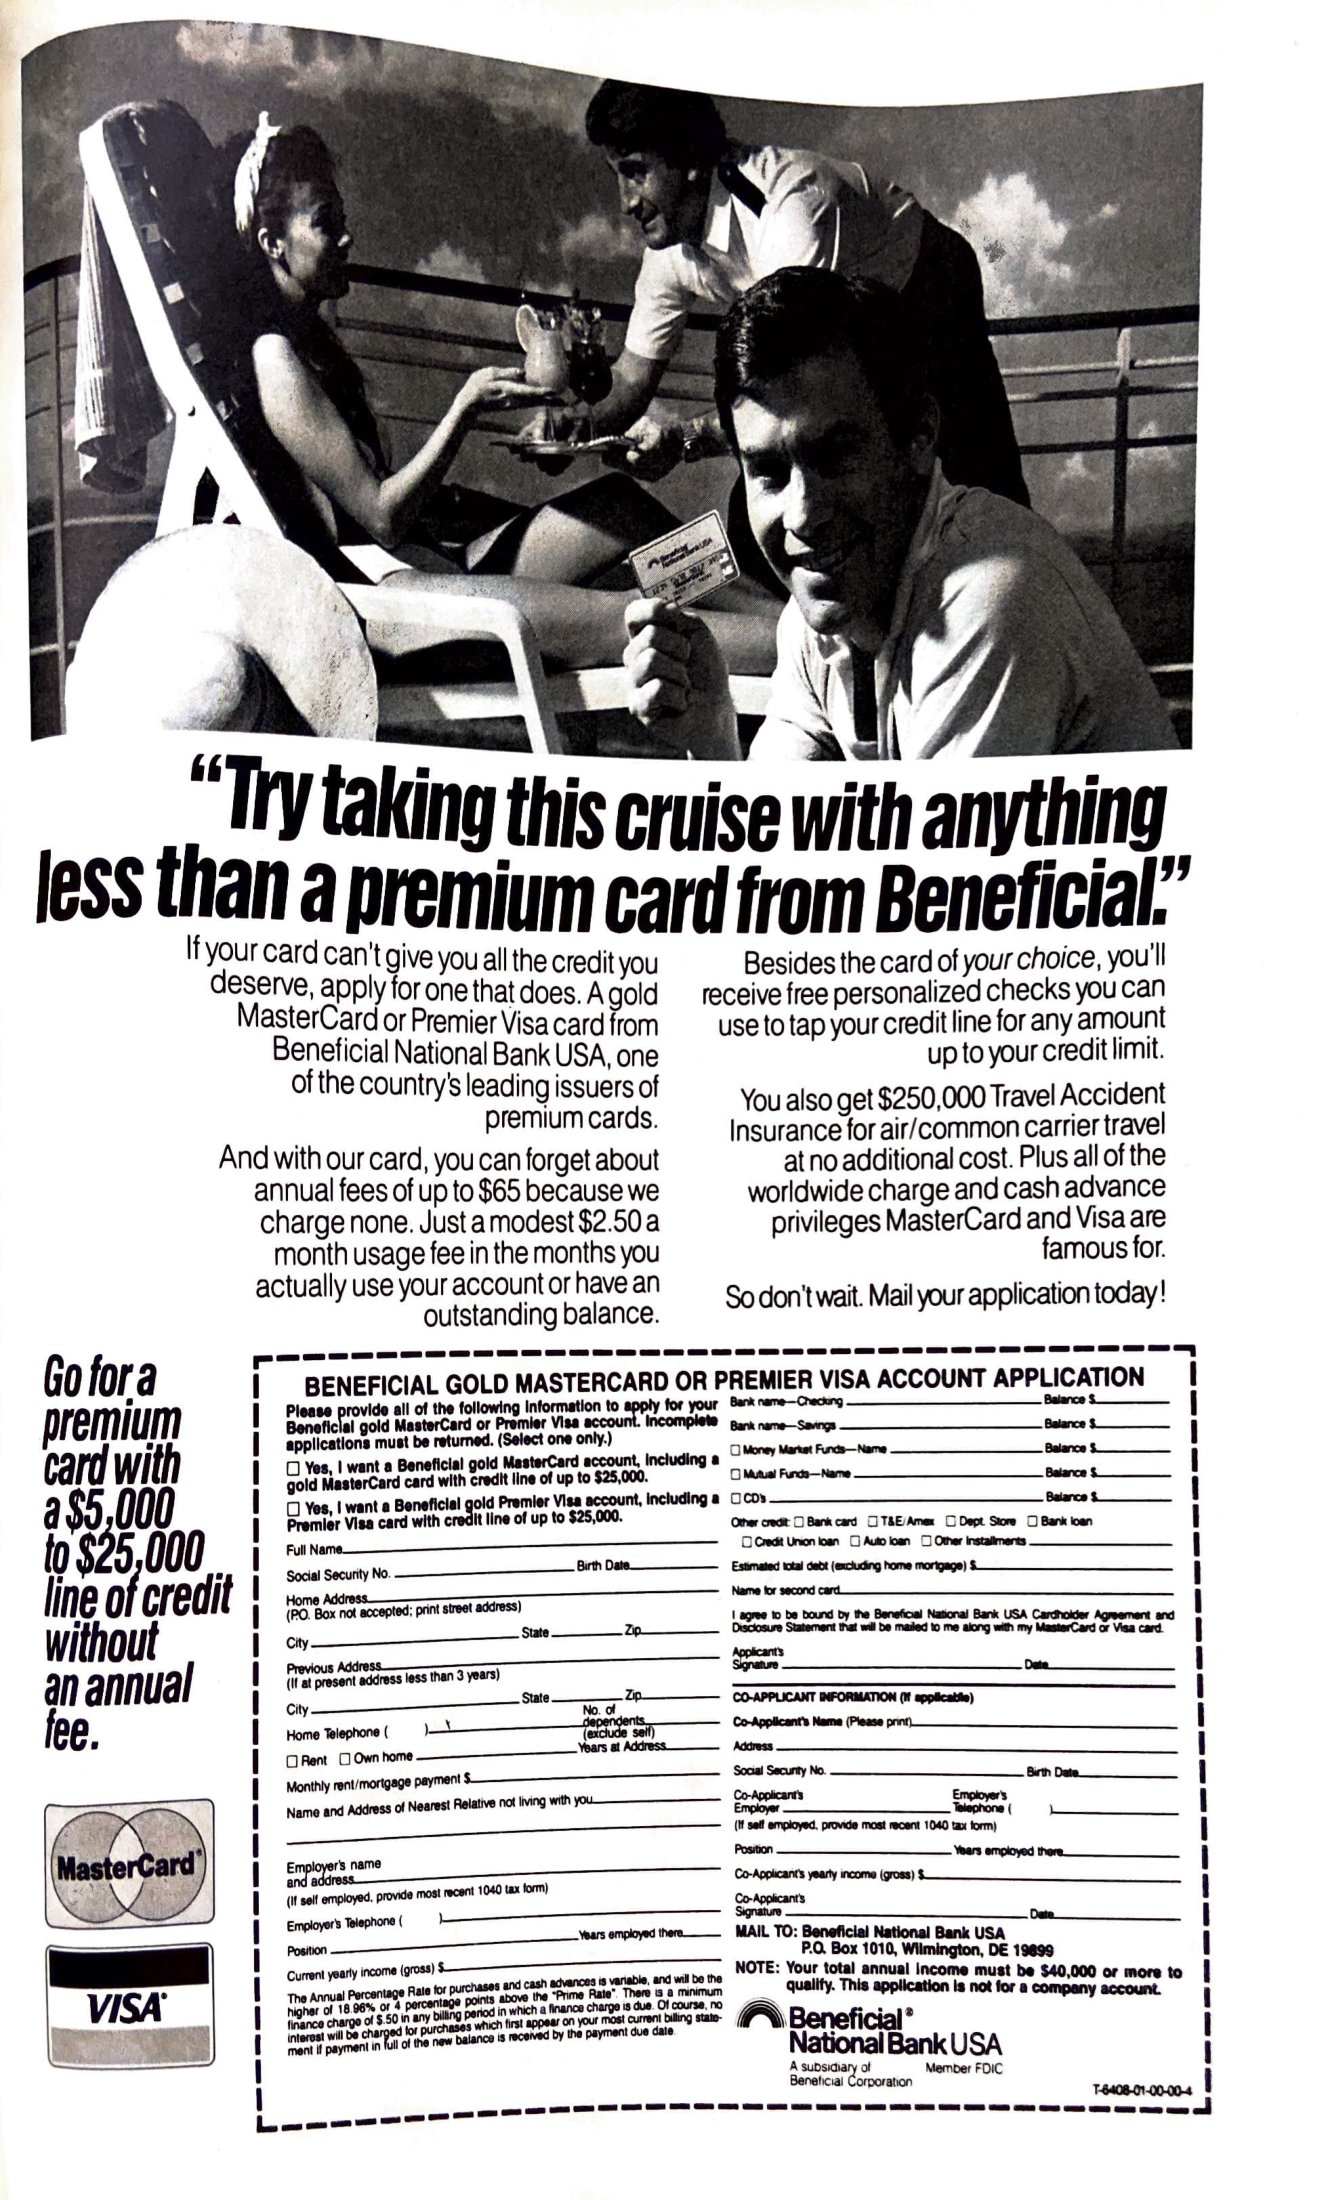 Beneficial
National Bank USA
"Try taking this cruise with anything
less than a premium card from Beneficial."
If your card can't give you all the credit you
deserve, apply for one that does. A gold
MasterCard or Premier Visa card from
Beneficial National Bank USA, one
of the country's leading issuers of
premium cards.
And with our card, you can forget about
annual fees of up to $65 because we
charge none. Just a modest $2.50 a
month usage fee in the months you
actually use your account or have an
outstanding balance.
Besides the card of your choice, you'll
receive free personalized checks you can
use to tap your credit line for any amount
up to your credit limit.
You also get $250,000 Travel Accident
Insurance for air/common carrier travel
at no additional cost. Plus all of the
worldwide charge and cash advance
privileges MasterCard and Visa are
famous for.
So don't wait. Mail your application today!
Go for a
premium
card with
a $5,000
to $25,000
line of credit
without
an annual
fee.
MasterCard®
VISA®
BENEFICIAL GOLD MASTERCARD OR PREMIER VISA ACCOUNT APPLICATION
Please provide all of the following information to apply for your
Beneficial gold MasterCard or Premier Visa account. Incomplete
applications must be returned. (Select one only.)
□ Yes, I want a Beneficial gold MasterCard account, including a
gold MasterCard card with credit line of up to $25,000.
□ Yes, I want a Beneficial gold Premier Visa account, including a
Premier Visa card with credit line of up to $25,000.
Full Name
Social Security No. Birth Date
Home Address
(P.O. Box not accepted; print street address)
City State Zip
Previous Address
(If at present address less than 3 years)
City State Zip
Home Telephone ( ) No. of
dependents
(exclude self)
□ Rent □ Own home Years at Address
Monthly rent/mortgage payment $
Name and Address of Nearest Relative not living with you
Employer's name
and address
(If self employed, provide most recent 1040 tax form)
Employer's Telephone ( )
Position Years employed there
Current yearly income (gross) $
The Annual Percentage Rate for purchases and cash advances is variable, and will be the
higher of 18.96% or 4 percentage points above the "Prime Rate". There is a minimum
finance charge of $.50 in any billing period in which a finance charge is due. Of course, no
interest will be charged for purchases which first appear on your most current billing state-
ment if payment in full of the new balance is received by the payment due date.
Bank name—Checking Balance $
Bank name—Savings Balance $
□ Money Market Funds—Name Balance $
□ Mutual Funds—Name Balance $
□ CD's Balance $
Other credit: □ Bank card □ T&E/Amex □ Dept. Store □ Bank loan
□ Credit Union loan □ Auto loan □ Other Installments
Estimated total debt (excluding home mortgage) $
Name for second card
I agree to be bound by the Beneficial National Bank USA Cardholder Agreement and
Disclosure Statement that will be mailed to me along with my MasterCard or Visa card.
Applicant's
Signature Date
CO-APPLICANT INFORMATION (If applicable)
Co-Applicant's Name (Please print)
Address
Social Security No. Birth Date
Co-Applicant's Employer's
Employer Telephone ( )
(If self employed, provide most recent 1040 tax form)
Position Years employed there
Co-Applicant's yearly income (gross) $
Co-Applicant's
Signature Date
MAIL TO: Beneficial National Bank USA
P.O. Box 1010, Wilmington, DE 19899
NOTE: Your total annual income must be $40,000 or more to
qualify. This application is not for a company account.
Beneficial®
National Bank USA
A subsidiary of Member FDIC
Beneficial Corporation
T-6408-01-00-00-4